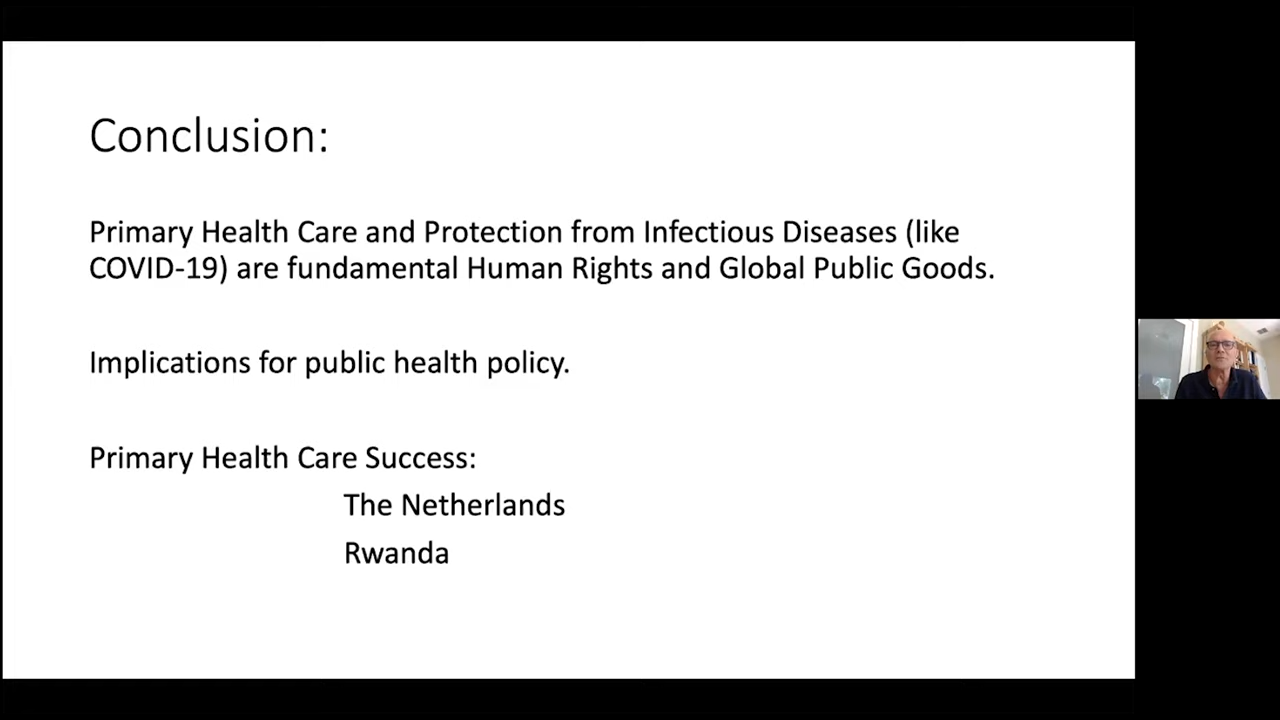 Conclusion:
Primary Health Care and Protection from Infectious Diseases (like
COVID-19) are fundamental Human Rights and Global Public Goods.
Implications for public health policy.
Primary Health Care Success:
The Netherlands
Rwanda